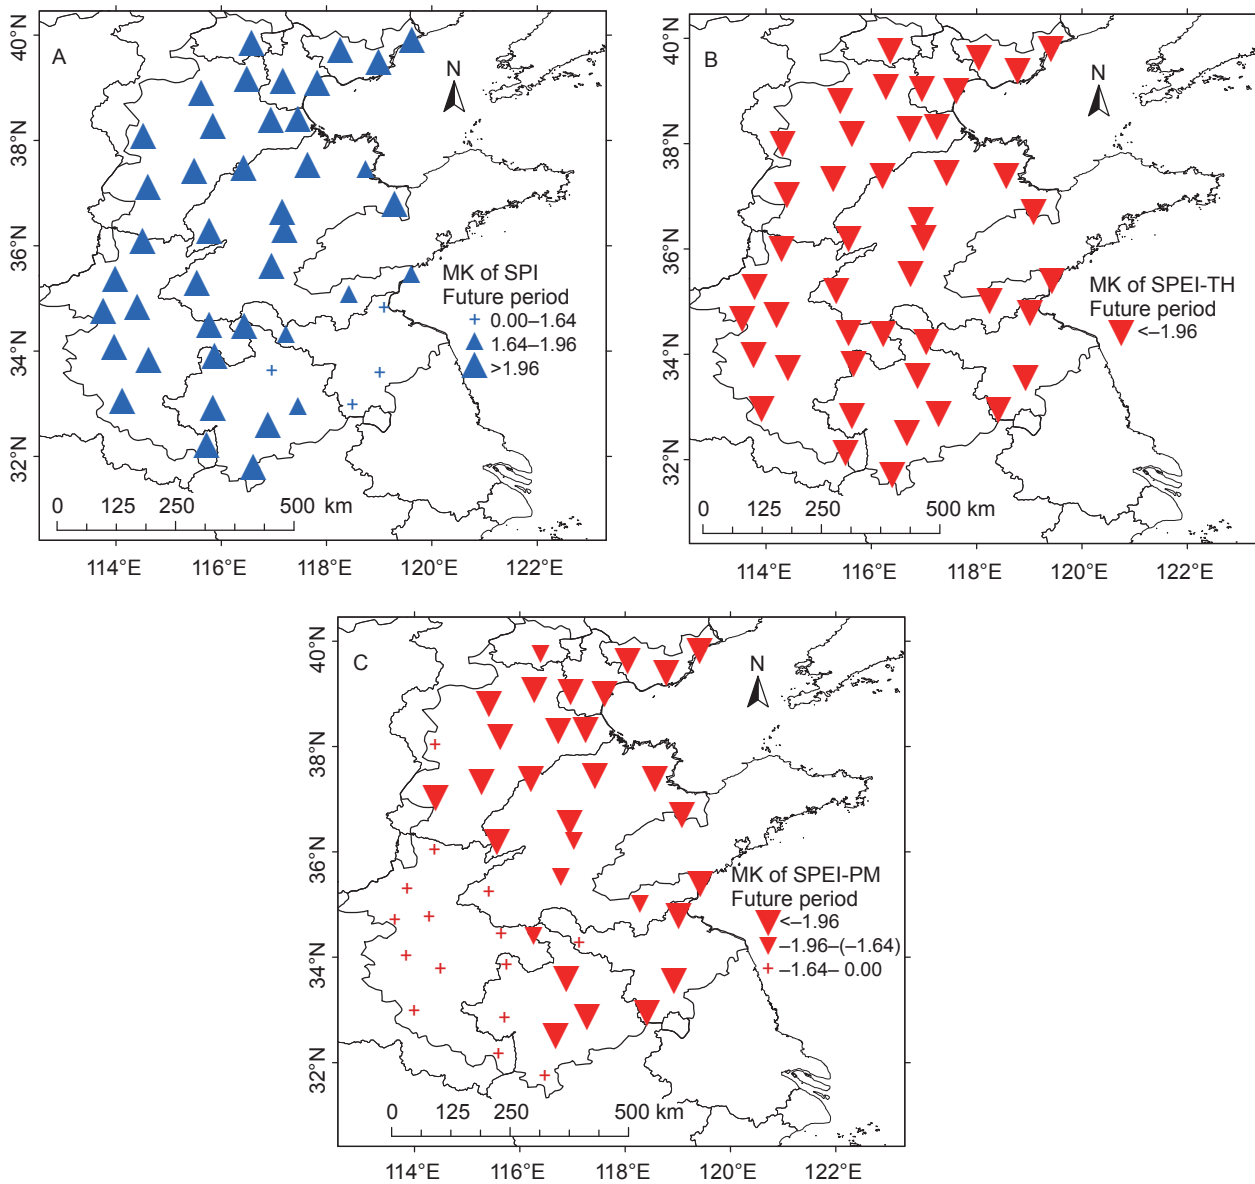 A
N
40°N
38°N
36°N
34°N
32°N
MK of SPI
Future period
0.00–1.64
1.64–1.96
>1.96
0 125 250 500 km
114°E 116°E 118°E 120°E 122°E
B
N
40°N
38°N
36°N
34°N
32°N
MK of SPEI-TH
Future period
<–1.96
0 125 250 500 km
114°E 116°E 118°E 120°E 122°E
C
N
40°N
38°N
36°N
34°N
32°N
MK of SPEI-PM
Future period
<–1.96
–1.96–(–1.64)
–1.64– 0.00
0 125 250 500 km
114°E 116°E 118°E 120°E 122°E